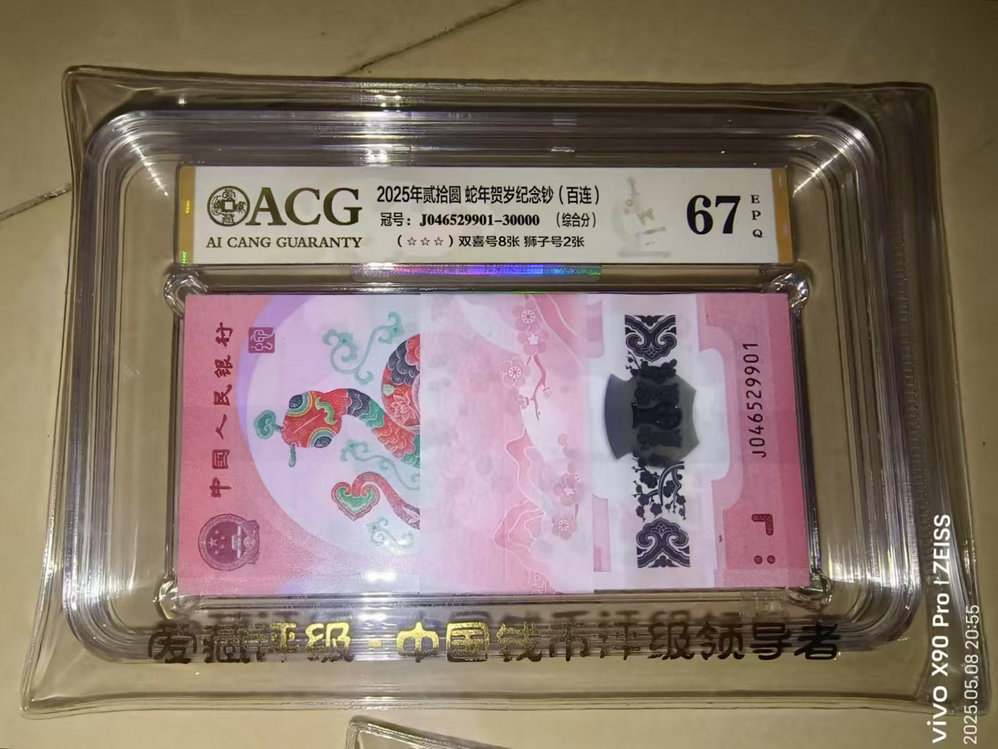 ACG
AI CANG GUARANTY
2025年贰拾圆 蛇年贺岁纪念钞（百连）
冠号：J046529901-30000 （综合分）
（☆☆☆）双喜号8张 狮子号2张
67
EPQ
中国人民银行
J046529901
爱藏评级·中国钱币评级领导者
vivo X90 Pro | ZEISS
2025.05.08 20:55